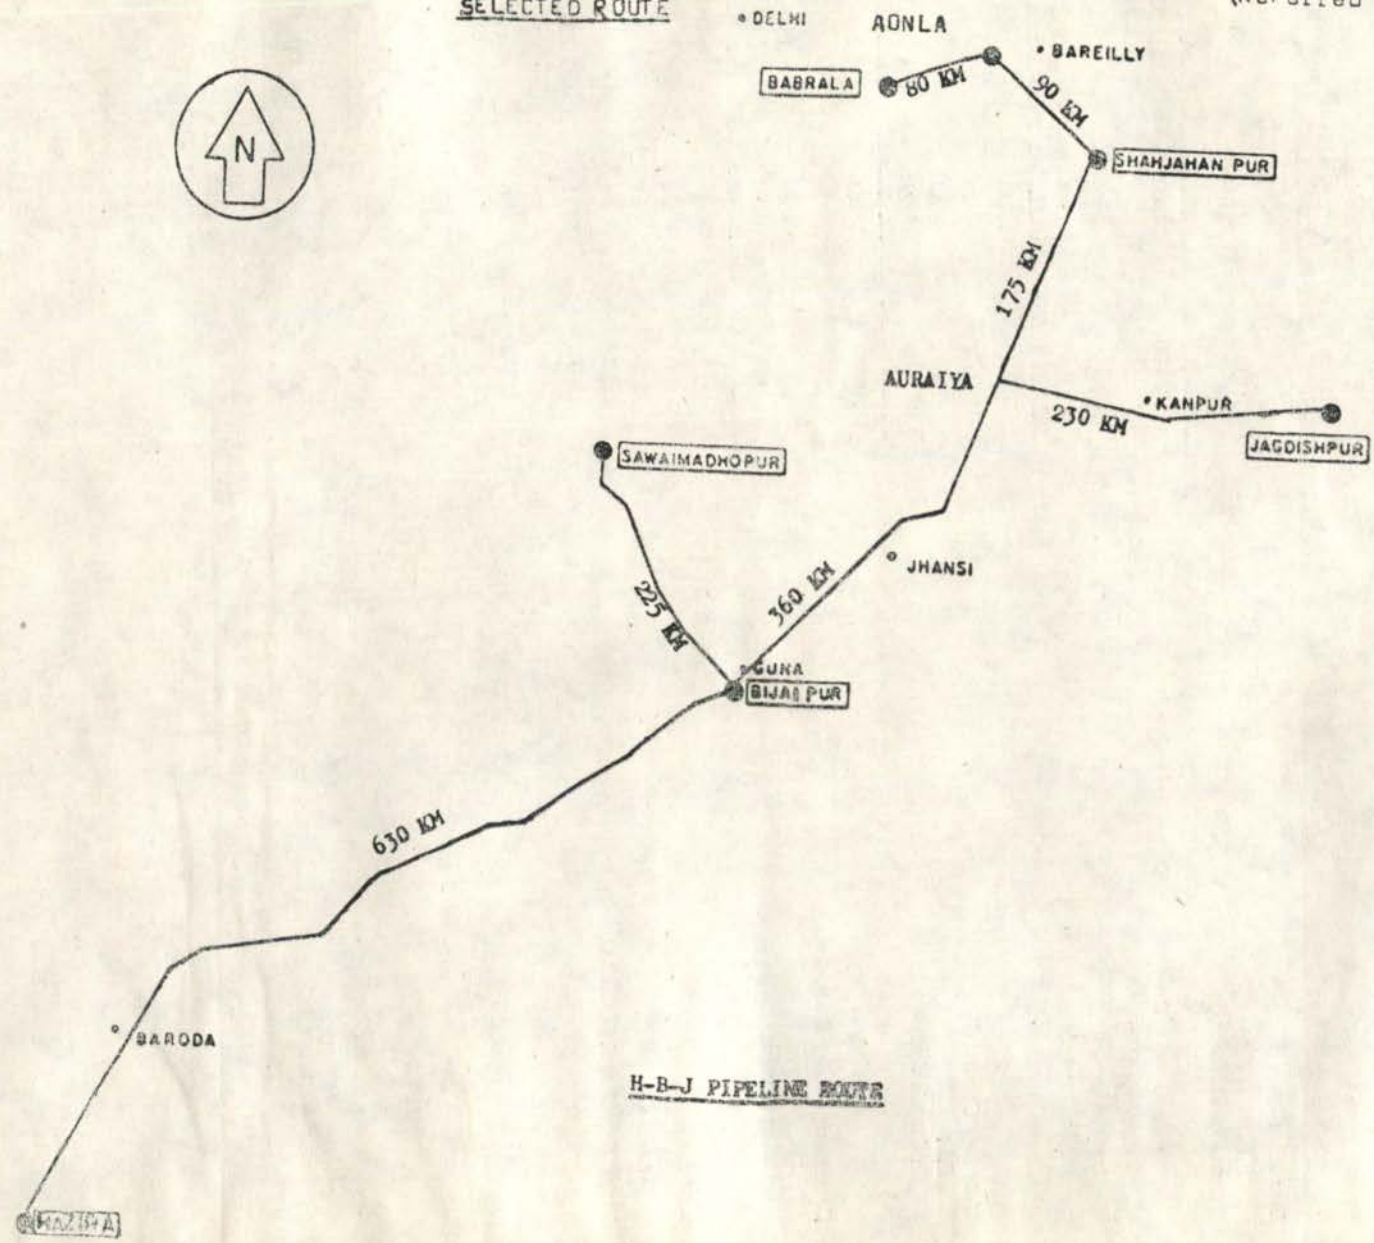 SELECTED ROUTE
DELHI
AONLA
BAREILLY
BABRALA
80 KM
90 KM
N
SHAHJAHAN PUR
175 KM
AURAIYA
KANPUR
230 KM
JAGDISHPUR
SAWAIMADHOPUR
JHANSI
360 KM
225 KM
GUNA
BIJAIPUR
630 KM
BARODA
H-B-J PIPELINE ROUTE
HAZIRA